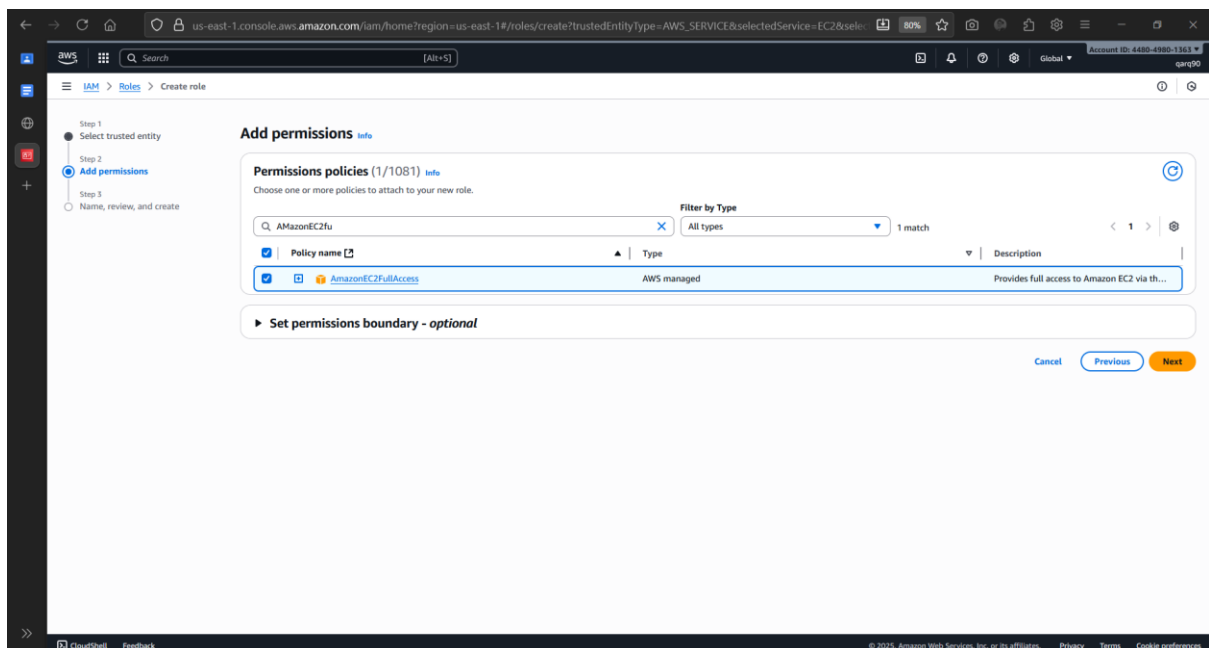 us-east-1.console.aws.amazon.com/iam/home?region=us-east-1#/roles/create?trustedEntityType=AWS_SERVICE&selectedService=EC2&selec 80%
aws Search [Alt+S] Global ▼ Account ID: 4480-4980-1363 ▼
qarq90
IAM > Roles > Create role
Step 1
Select trusted entity
Step 2
Add permissions
Step 3
Name, review, and create
Add permissions Info
Permissions policies (1/1081) Info
Choose one or more policies to attach to your new role.
Filter by Type
AMazonEC2fu All types 1 match 1
Policy name Type Description
AmazonEC2FullAccess AWS managed Provides full access to Amazon EC2 via th...
Set permissions boundary - optional
Cancel Previous Next
CloudShell Feedback © 2025, Amazon Web Services, Inc. or its affiliates. Privacy Terms Cookie preferences